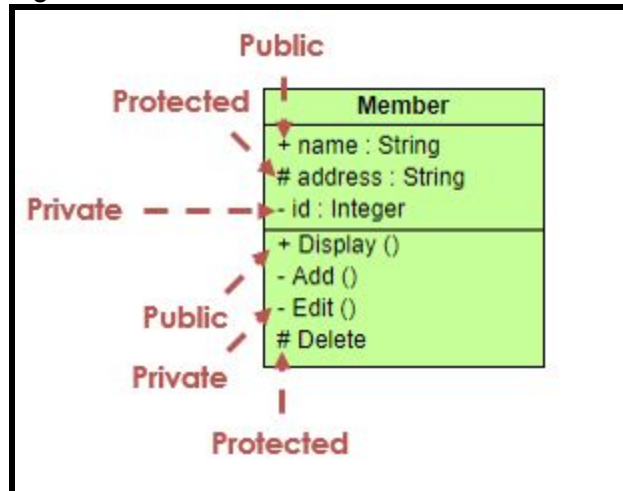 Public
Protected
Member
+ name : String
# address : String
Private
- id : Integer
+ Display ()
- Add ()
Public
- Edit ()
# Delete
Private
Protected